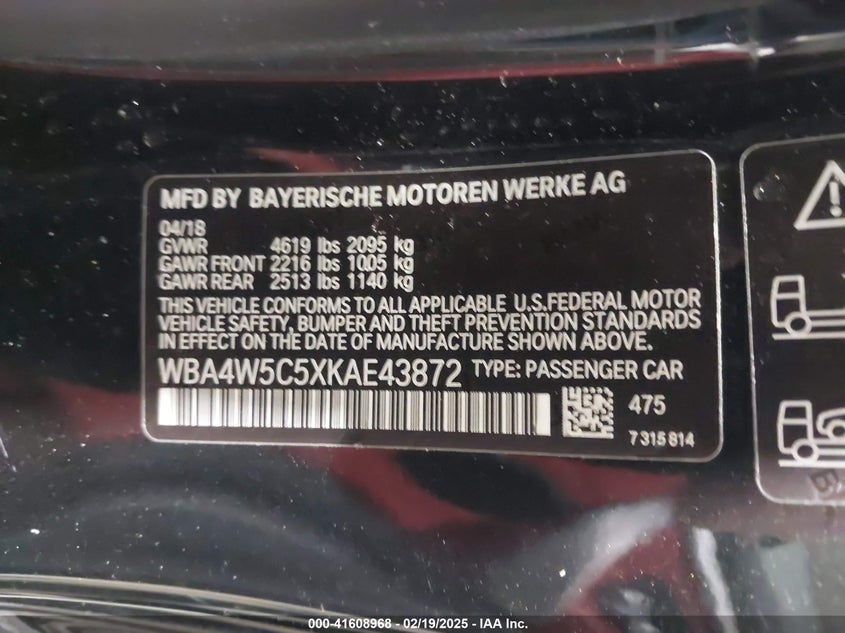 MFD BY BAYERISCHE MOTOREN WERKE AG
04/18
GVWR 4619 lbs 2095 kg
GAWR FRONT 2216 lbs 1005 kg
GAWR REAR 2513 lbs 1140 kg
THIS VEHICLE CONFORMS TO ALL APPLICABLE U.S.FEDERAL MOTOR
VEHICLE SAFETY, BUMPER AND THEFT PREVENTION STANDARDS
IN EFFECT ON THE DATE OF MANUFACTURE SHOWN ABOVE.
WBA4W5C5XKAE43872 TYPE: PASSENGER CAR
475
7315814
000-41608968 - 02/19/2025 - IAA Inc.